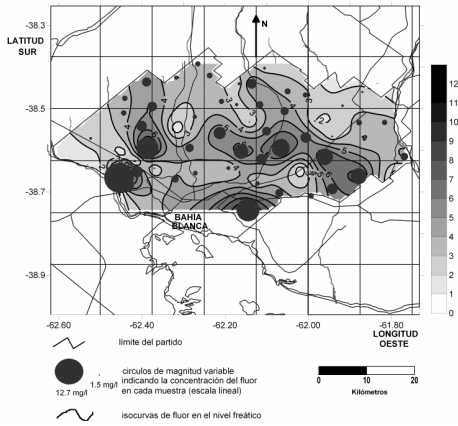 -38.3
LATITUD
SUR
N
-38.5
-38.7
-38.9
12
11
10
9
8
7
6
5
4
3
2
1
0
BAHIA
BLANCA
-62.60
-62.40
-62.20
-62.00
-61.80
LONGITUD
OESTE
límite del partido
circulos de magnitud variable
indicando la concentración del fluor
en cada muestra (escala lineal)
12.7 mg/l
1.5 mg/l
0
10
20
Kilómetros
isocurvas de fluor en el nivel freático